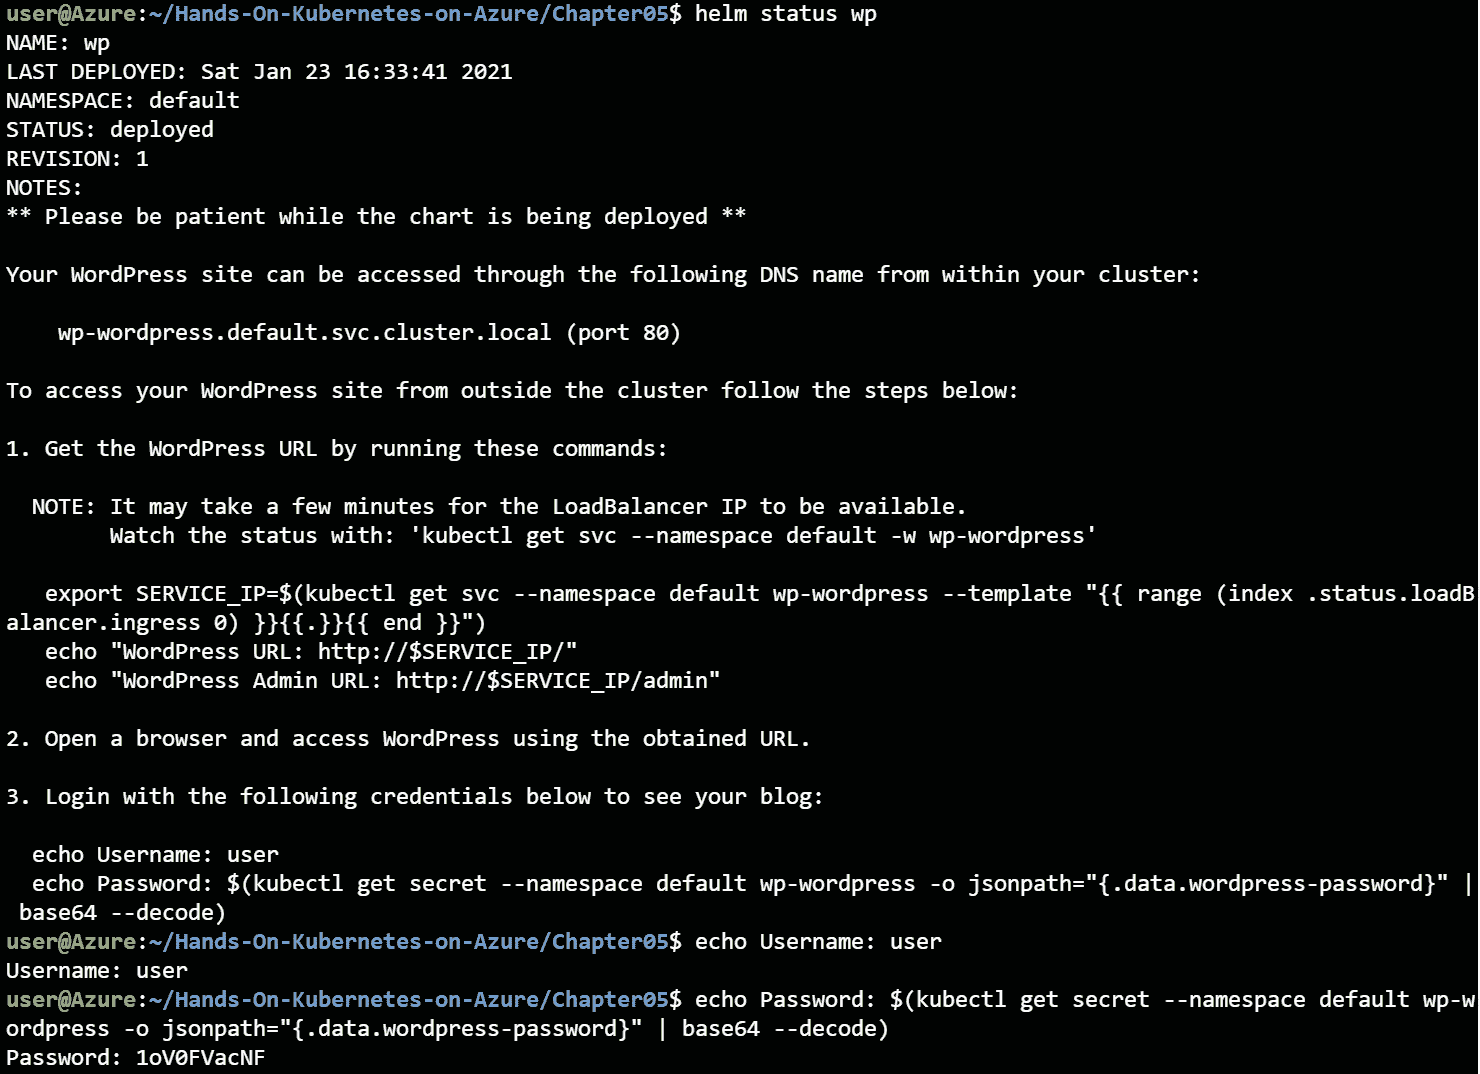 user@Azure:~/Hands-On-Kubernetes-on-Azure/Chapter05$ helm status wp
NAME: wp
LAST DEPLOYED: Sat Jan 23 16:33:41 2021
NAMESPACE: default
STATUS: deployed
REVISION: 1
NOTES:
** Please be patient while the chart is being deployed **
Your WordPress site can be accessed through the following DNS name from within your cluster:
    wp-wordpress.default.svc.cluster.local (port 80)
To access your WordPress site from outside the cluster follow the steps below:
1. Get the WordPress URL by running these commands:
  NOTE: It may take a few minutes for the LoadBalancer IP to be available.
        Watch the status with: 'kubectl get svc --namespace default -w wp-wordpress'
   export SERVICE_IP=$(kubectl get svc --namespace default wp-wordpress --template "{{ range (index .status.loadB
alancer.ingress 0) }}{{.}}{{ end }}")
   echo "WordPress URL: http://$SERVICE_IP/"
   echo "WordPress Admin URL: http://$SERVICE_IP/admin"
2. Open a browser and access WordPress using the obtained URL.
3. Login with the following credentials below to see your blog:
  echo Username: user
  echo Password: $(kubectl get secret --namespace default wp-wordpress -o jsonpath="{.data.wordpress-password}" |
 base64 --decode)
user@Azure:~/Hands-On-Kubernetes-on-Azure/Chapter05$ echo Username: user
Username: user
user@Azure:~/Hands-On-Kubernetes-on-Azure/Chapter05$ echo Password: $(kubectl get secret --namespace default wp-w
ordpress -o jsonpath="{.data.wordpress-password}" | base64 --decode)
Password: 1oV0FVacNF